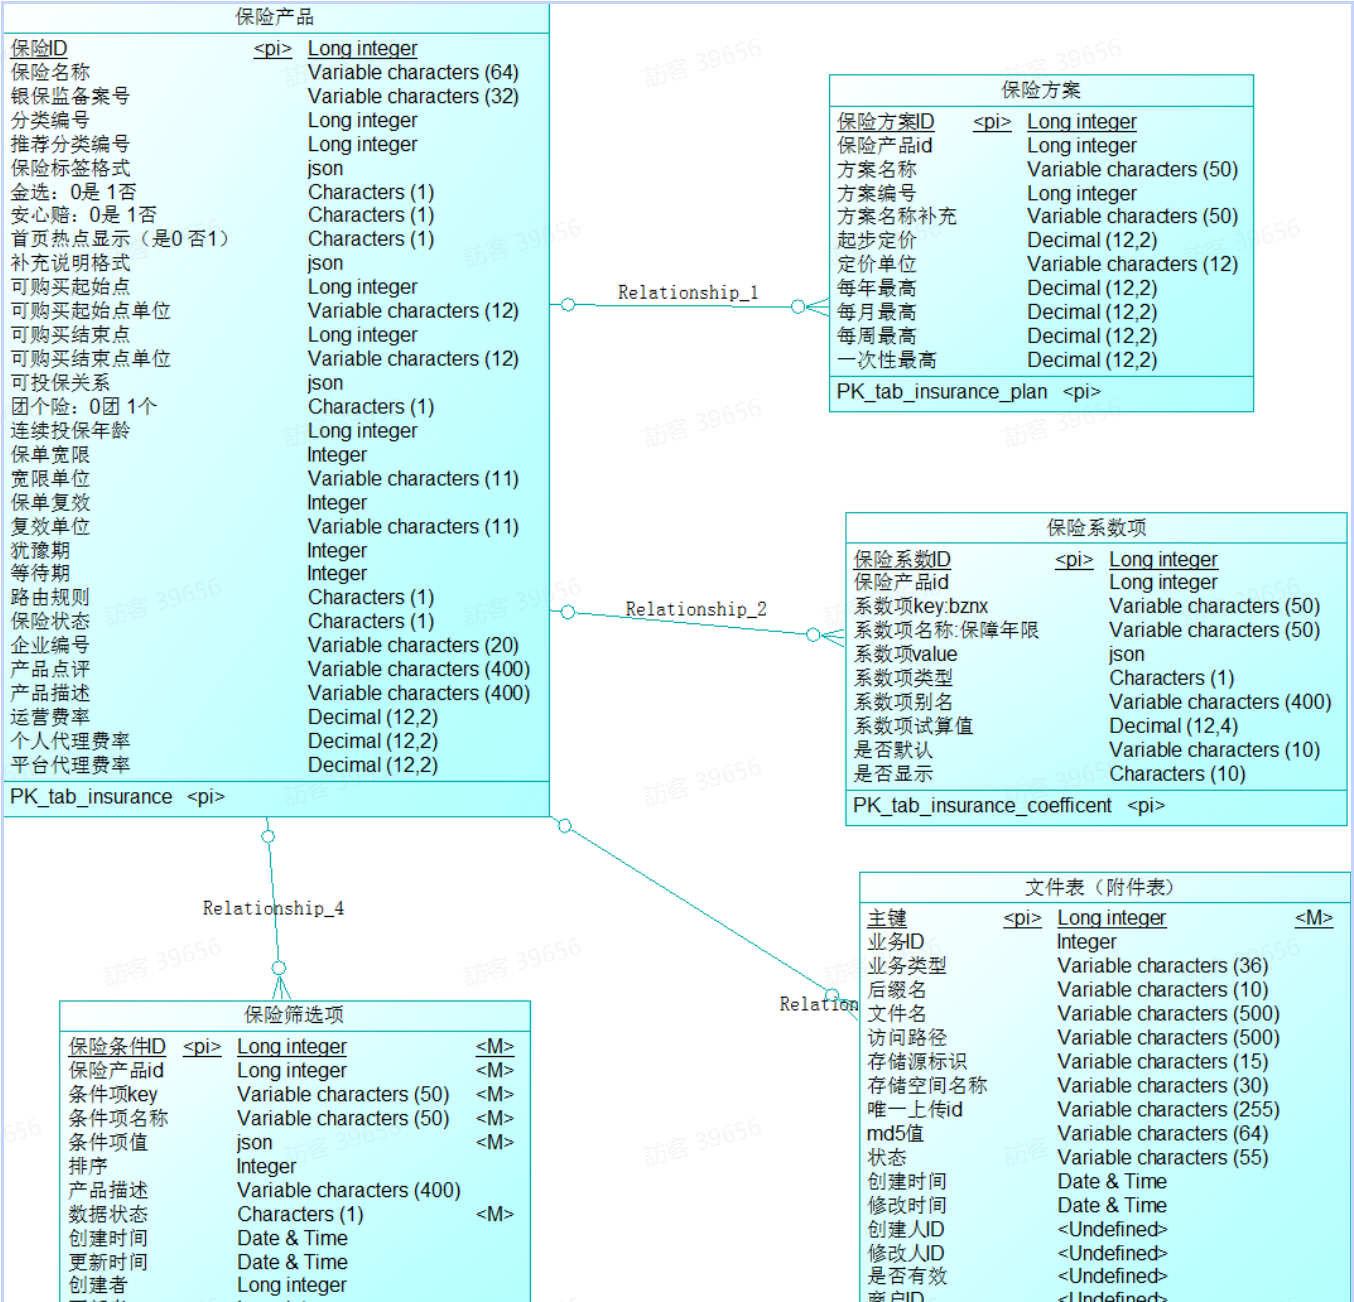 保险产品
保险ID <pi> Long integer
保险名称 Variable characters (64)
银保监备案号 Variable characters (32)
分类编号 Long integer
推荐分类编号 Long integer
保险标签格式 json
金选：0是 1否 Characters (1)
安心赔：0是 1否 Characters (1)
首页热点显示（是0 否1） Characters (1)
补充说明格式 json
可购买起始点 Long integer
可购买起始点单位 Variable characters (12)
可购买结束点 Long integer
可购买结束点单位 Variable characters (12)
可投保关系 json
团个险：0团 1个 Characters (1)
连续投保年龄 Long integer
保单宽限 Integer
宽限单位 Variable characters (11)
保单复效 Integer
复效单位 Variable characters (11)
犹豫期 Integer
等待期 Integer
路由规则 Characters (1)
保险状态 Characters (1)
企业编号 Variable characters (20)
产品点评 Variable characters (400)
产品描述 Variable characters (400)
运营费率 Decimal (12,2)
个人代理费率 Decimal (12,2)
平台代理费率 Decimal (12,2)
PK_tab_insurance <pi>
Relationship_1
保险方案
保险方案ID <pi> Long integer
保险产品id Long integer
方案名称 Variable characters (50)
方案编号 Long integer
方案名称补充 Variable characters (50)
起步定价 Decimal (12,2)
定价单位 Variable characters (12)
每年最高 Decimal (12,2)
每月最高 Decimal (12,2)
每周最高 Decimal (12,2)
一次性最高 Decimal (12,2)
PK_tab_insurance_plan <pi>
Relationship_2
保险系数项
保险系数ID <pi> Long integer
保险产品id Long integer
系数项key:bznx Variable characters (50)
系数项名称:保障年限 Variable characters (50)
系数项value json
系数项类型 Characters (1)
系数项别名 Variable characters (400)
系数项试算值 Decimal (12,4)
是否默认 Variable characters (10)
是否显示 Characters (10)
PK_tab_insurance_coefficent <pi>
Relationship_4
保险筛选项
保险条件ID <pi> Long integer <M>
保险产品id Long integer <M>
条件项key Variable characters (50) <M>
条件项名称 Variable characters (50) <M>
条件项值 json <M>
排序 Integer
产品描述 Variable characters (400)
数据状态 Characters (1) <M>
创建时间 Date & Time
更新时间 Date & Time
创建者 Long integer
Relation
文件表（附件表）
主键 <pi> Long integer <M>
业务ID Integer
业务类型 Variable characters (36)
后缀名 Variable characters (10)
文件名 Variable characters (500)
访问路径 Variable characters (500)
存储源标识 Variable characters (15)
存储空间名称 Variable characters (30)
唯一上传id Variable characters (255)
md5值 Variable characters (64)
状态 Variable characters (55)
创建时间 Date & Time
修改时间 Date & Time
创建人ID <Undefined>
修改人ID <Undefined>
是否有效 <Undefined>
商户ID <Undefined>
訪客 39656